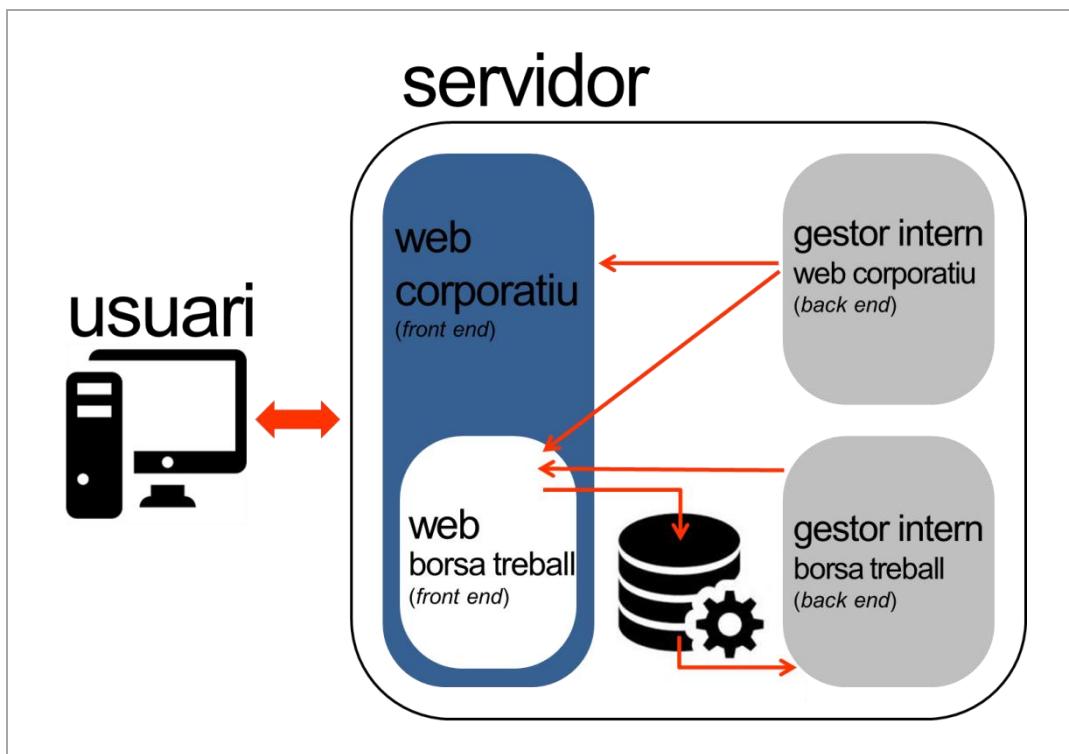 servidor
usuari
web
corporatiu
(front end)
web
borsa treball
(front end)
gestor intern
web corporatiu
(back end)
gestor intern
borsa treball
(back end)